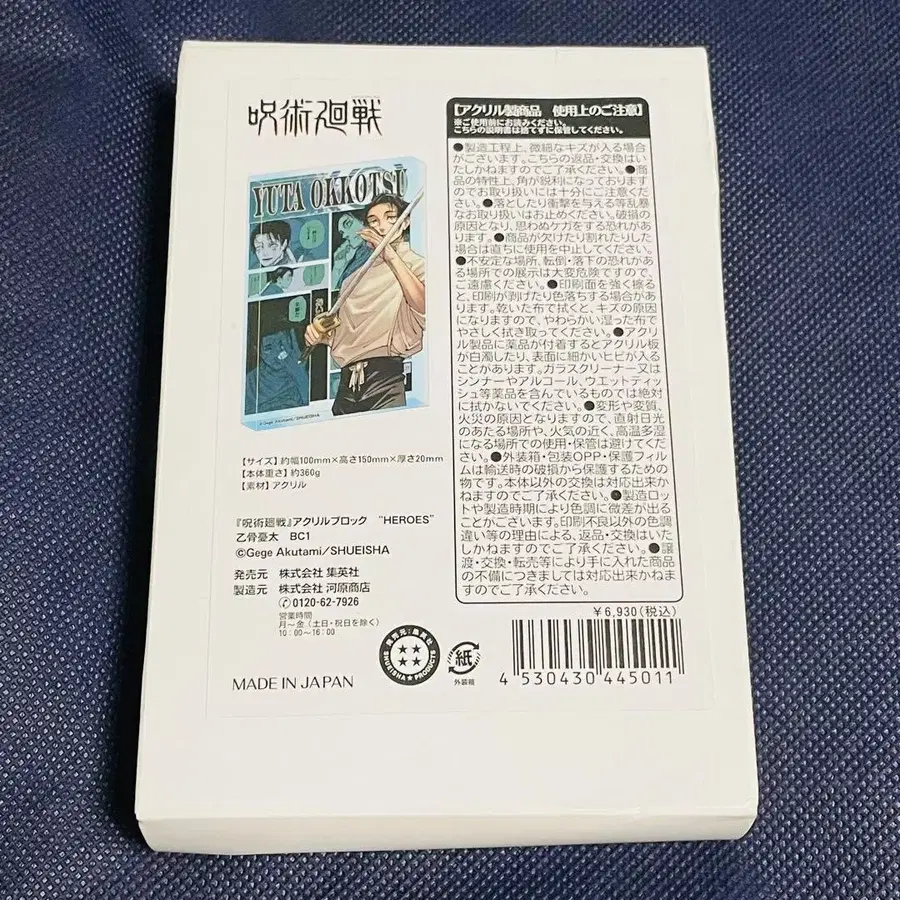 呪術廻戦
YUTA OKKOTSU
©Gege Akutami/SHUEISHA
【サイズ】約幅100mm×高さ150mm×厚さ20mm
【本体重さ】約360g
【素材】アクリル
『呪術廻戦』アクリルブロック “HEROES”
乙骨憂太 BC1
©Gege Akutami/SHUEISHA
発売元 株式会社 集英社
製造元 株式会社 河原商店
0120-62-7926
営業時間
月～金（土日・祝日を除く）
10:00～16:00
MADE IN JAPAN
発売元:集英社
SHUEISHA★PRODUCTS
紙
外装箱
【アクリル製商品 使用上のご注意】
※ご使用前にお読みください。
こちらの説明書は捨てずに保管してください。
●製造工程上、微細なキズが入る場合
がございます。こちらの返品・交換はい
たしかねますのでご了承ください。●商
品の特性上、角が鋭利になっております
のでお取り扱いには十分にご注意くだ
さい。●落としたり衝撃を与える等乱暴
なお取り扱いはお止めください。破損の
原因となり、思わぬケガをする恐れがあ
ります。●商品が欠けたり割れたりした
場合は直ちに使用を中止してください。
●不安定な場所、転倒・落下の恐れがあ
る場所での展示は大変危険ですので、
ご遠慮ください。●印刷面を強く擦る
と、印刷が剥げたり色落ちする場合があ
ります。乾いた布で拭くと、キズの原因
になりますので、やわらかい湿った布で
やさしく拭き取ってください。●アクリ
ル製品に薬品が付着するとアクリル板
が白濁したり、表面に細かいヒビが入る
ことがあります。ガラスクリーナー又は
シンナーやアルコール、ウエットティッ
シュ等薬品を含んでいるものでは絶対
に拭かないでください。●変形や変質、
火災の原因となりますので、直射日光
のあたる場所や、火気の近く、高温多湿
になる場所での使用・保管は避けてくだ
さい。●外装箱・包装OPP・保護フィル
ムは輸送時の破損から保護するための
物です。本体以外の交換は対応出来か
ねますのでご了承ください。●製造ロッ
トや製造時期により色調に微差が出る
ことがございます。印刷不良以外の色調
違い等の理由による、返品・交換はいた
しかねますのでご了承ください。●譲
渡・交換・転売等により手に入れた商品
の不備につきましては対応出来かねま
すのでご了承ください。
￥6,930（税込）
4 530430 445011